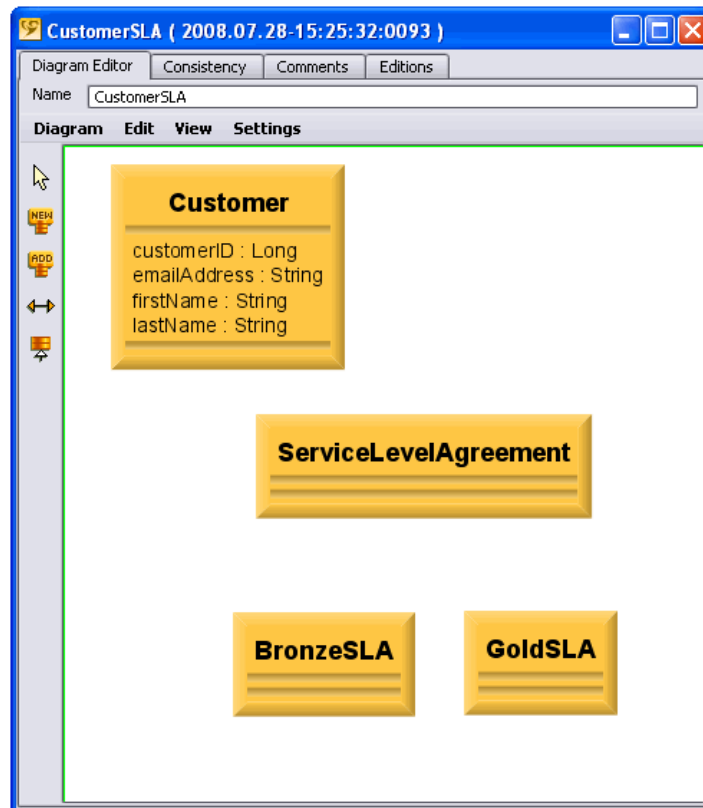 CustomerSLA ( 2008.07.28-15:25:32:0093 )
Diagram Editor Consistency Comments Editions
Name CustomerSLA
Diagram Edit View Settings
NEW
ADD
Customer
customerID : Long
emailAddress : String
firstName : String
lastName : String
ServiceLevelAgreement
BronzeSLA GoldSLA